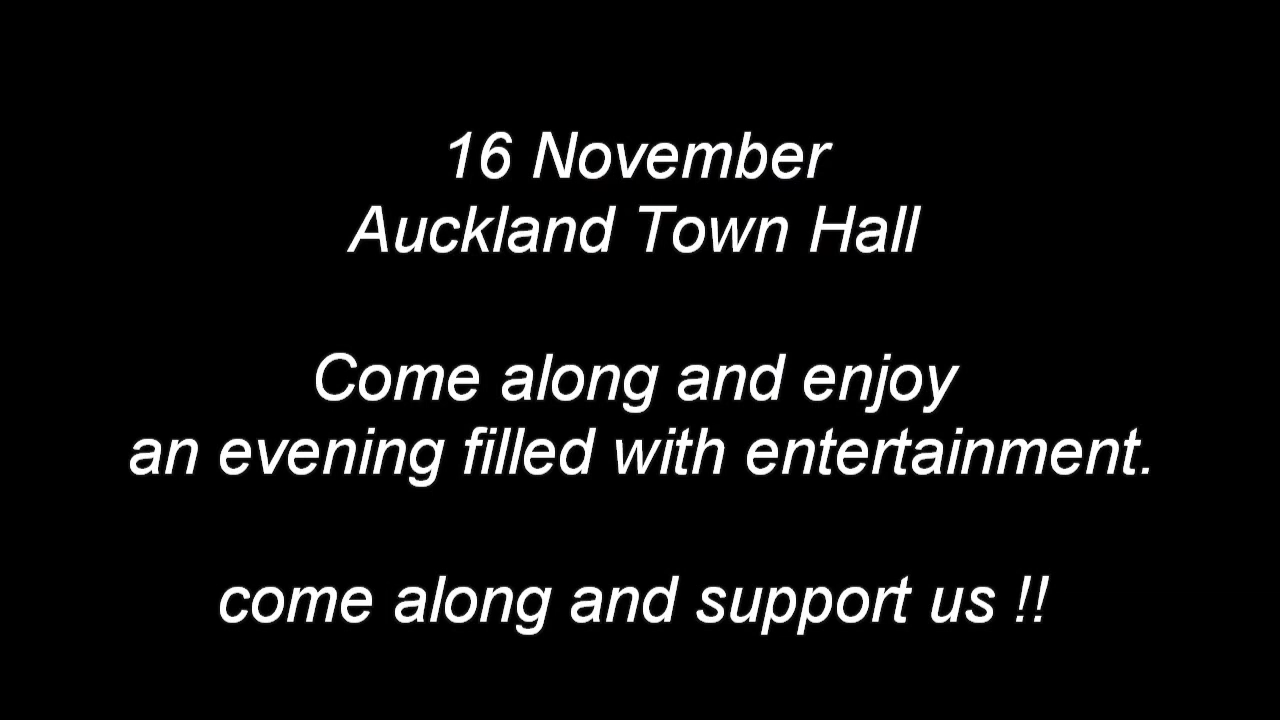 16 November
Auckland Town Hall
Come along and enjoy
an evening filled with entertainment.
come along and support us !!